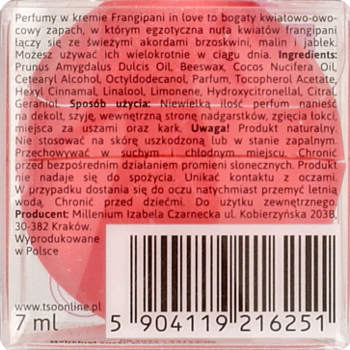 Perfumy w kremie Frangipani in love to bogaty kwiatowo-owo-
cowy zapach, w którym egzotyczna nuta kwiatów frangipani
łączy się ze świeżymi akordami brzoskwini, malin i jabłek.
Możesz używać ich wielokrotnie w ciągu dnia. Ingredients:
Prunus Amygdalus Dulcis Oil, Beeswax, Cocos Nucifera Oil,
Cetearyl Alcohol, Octyldodecanol, Parfum, Tocopherol Acetate,
Hexyl Cinnamal, Linalool, Limonene, Hydroxycitronellal, Citral,
Geraniol. Sposób użycia: Niewielką ilość perfum nanieść
na dekolt, szyję, wewnętrzną stronę nadgarstków, zgięcia łokci,
miejsca za uszami oraz kark. Uwaga! Produkt naturalny.
Nie stosować na skórę uszkodzoną lub w stanie zapalnym.
Przechowywać w suchym, chłodnym miejscu, Chronić
przed bezpośrednim działaniem promieni słonecznych. Produkt
nie nadaje się do spożycia. Unikać kontaktu z oczami.
W przypadku dostania się do oczu natychmiast przemyć letnią
wodą, Chronić przed dziećmi. Do użytku zewnętrznego.
Producent: Millenium Izabela Czarnecka ul. Kobierzyńska 203B,
30-382 Kraków.
Wyprodukowane
w Polsce
www.tsoonline.pl
7 ml
5 904119 216251